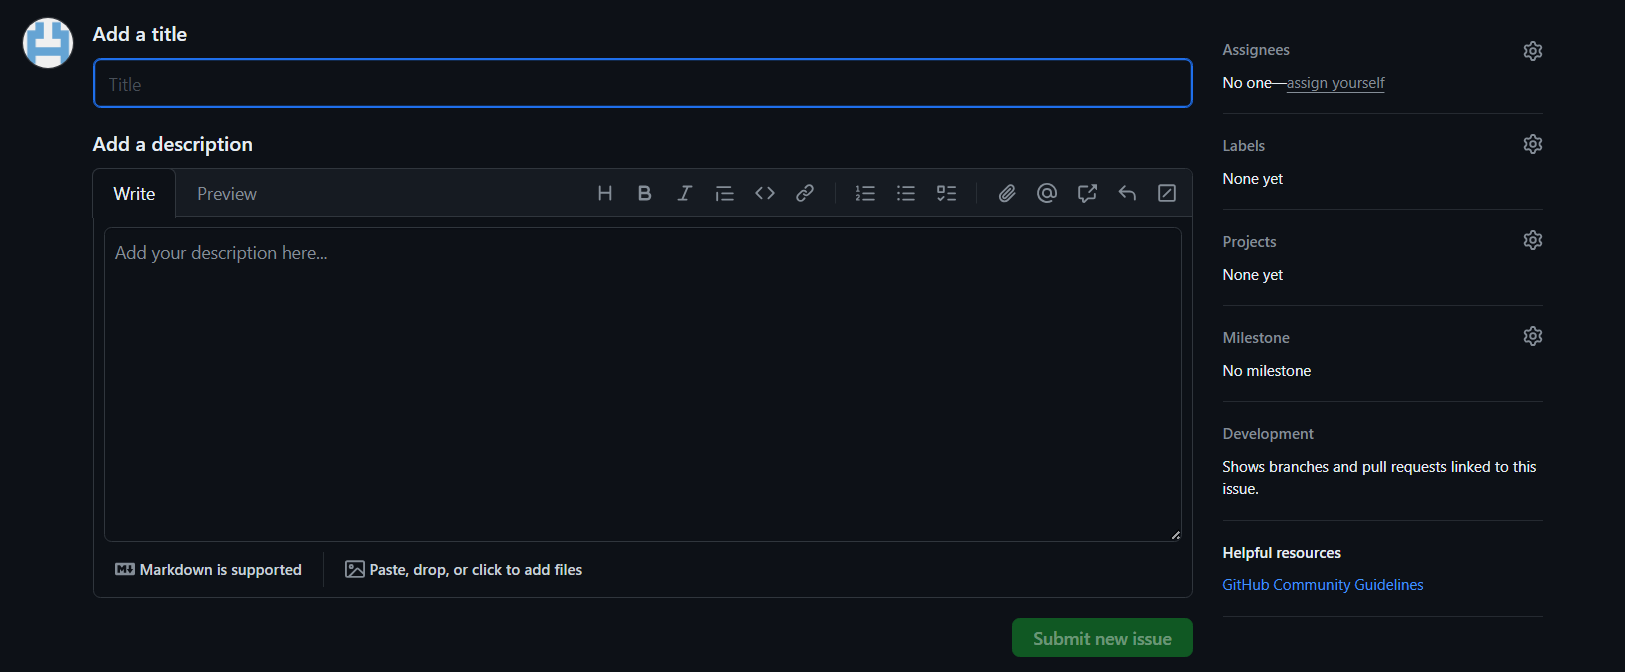 Add a title
Title
Add a description
Write
Preview
Add your description here...
Markdown is supported
Paste, drop, or click to add files
Submit new issue
Assignees
No one—assign yourself
Labels
None yet
Projects
None yet
Milestone
No milestone
Development
Shows branches and pull requests linked to this
issue.
Helpful resources
GitHub Community Guidelines